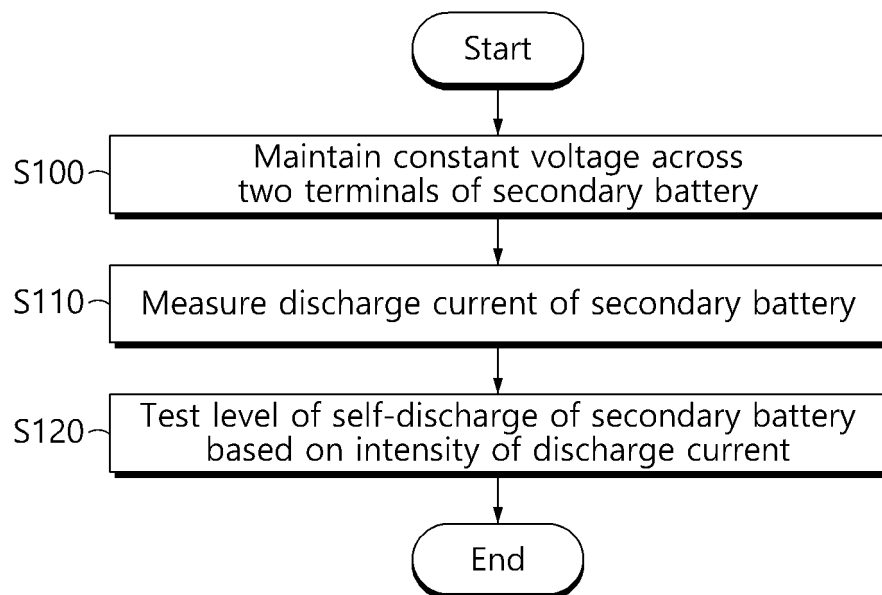 Start
S100
Maintain constant voltage across
two terminals of secondary battery
S110
Measure discharge current of secondary battery
S120
Test level of self-discharge of secondary battery
based on intensity of discharge current
End